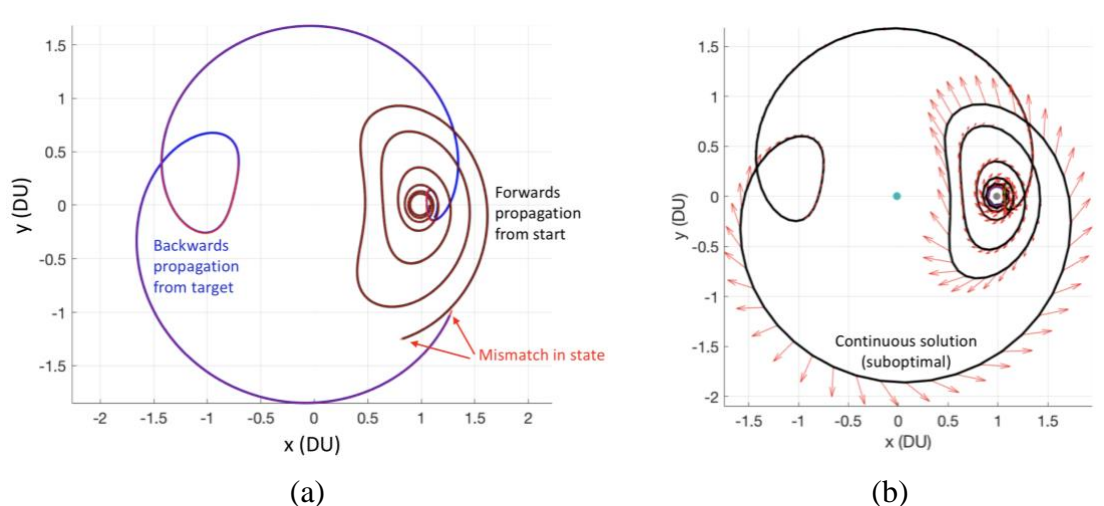 1.5
1
0.5
0
-0.5
-1
-1.5
y (DU)
Backwards
propagation
from target
Forwards
propagation
from start
Mismatch in state
-2 -1.5 -1 -0.5 0 0.5 1 1.5 2
x (DU)
(a)
1.5
1
0.5
0
-0.5
-1
-1.5
-2
y (DU)
Continuous solution
(suboptimal)
-1.5 -1 -0.5 0 0.5 1 1.5
x (DU)
(b)